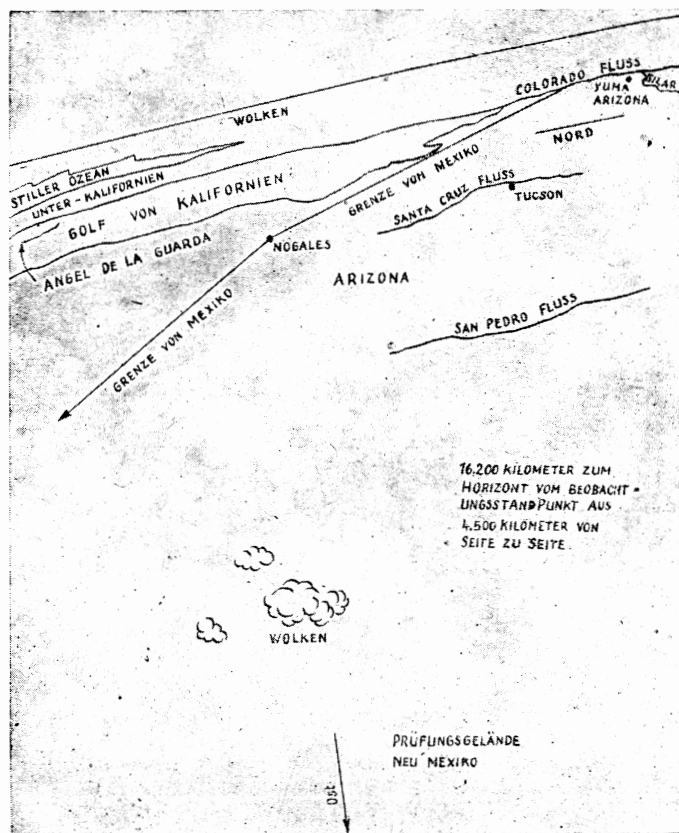 COLORADO FLUSS
YUMA
ARIZONA
WOLKEN
NORD
STILLER OZEAN
UNTER-KALIFORNIEN
GOLF VON KALIFORNIEN
GRENZE VON MEXIKO
SANTA CRUZ FLUSS
TUCSON
ANGEL DE LA GUARDA
NOGALES
ARIZONA
GRENZE VON MEXIKO
SAN PEDRO FLUSS
16.200 KILOMETER ZUM
HORIZONT VOM BEOBACHT-
UNGSSTANDPUNKT AUS
4.500 KILOMETER VON
SEITE ZU SEITE.
WOLKEN
PRÜFUNGSGELÄNDE
NEU MEXIKO
OST